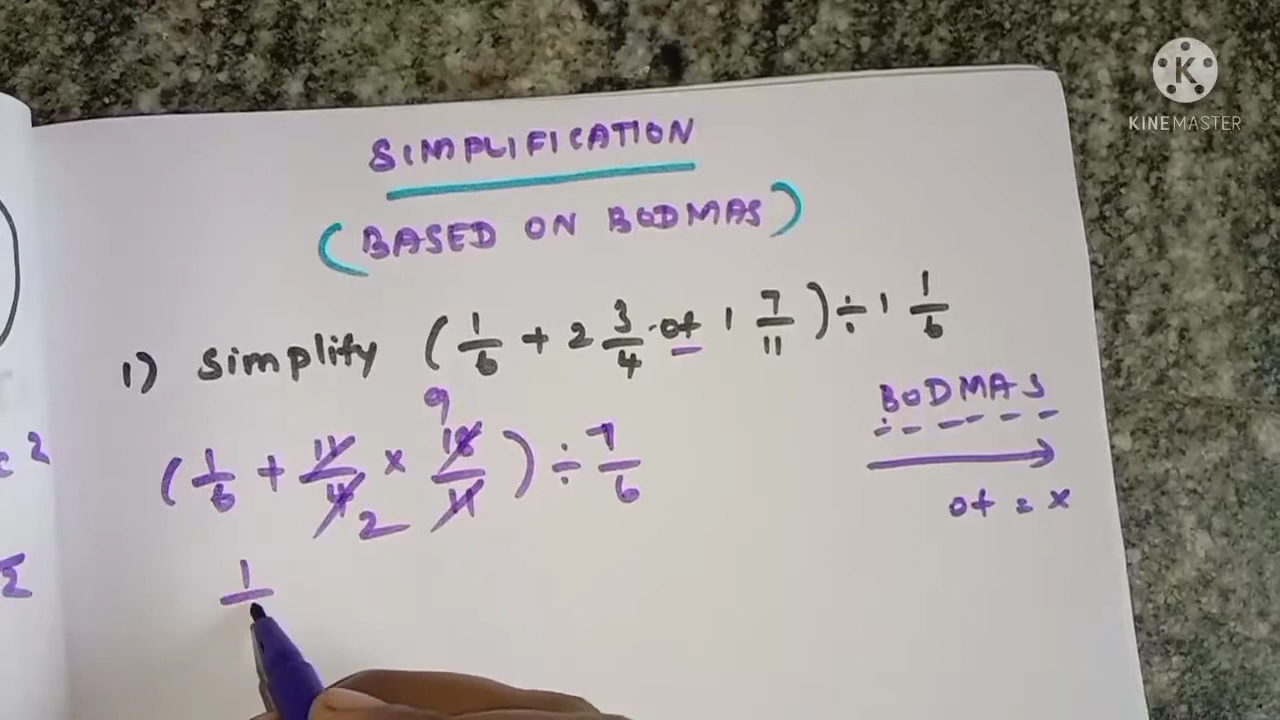 K
KINEMASTER
SIMPLIFICATION
(BASED ON BODMAS)
1) Simplify (1/6 + 2 3/4 of 1 7/11) ÷ 1 1/6
9
(1/6 + 11/4 × 18/11) ÷ 7/6
2
BODMAS
of = ×
1
2
Σ